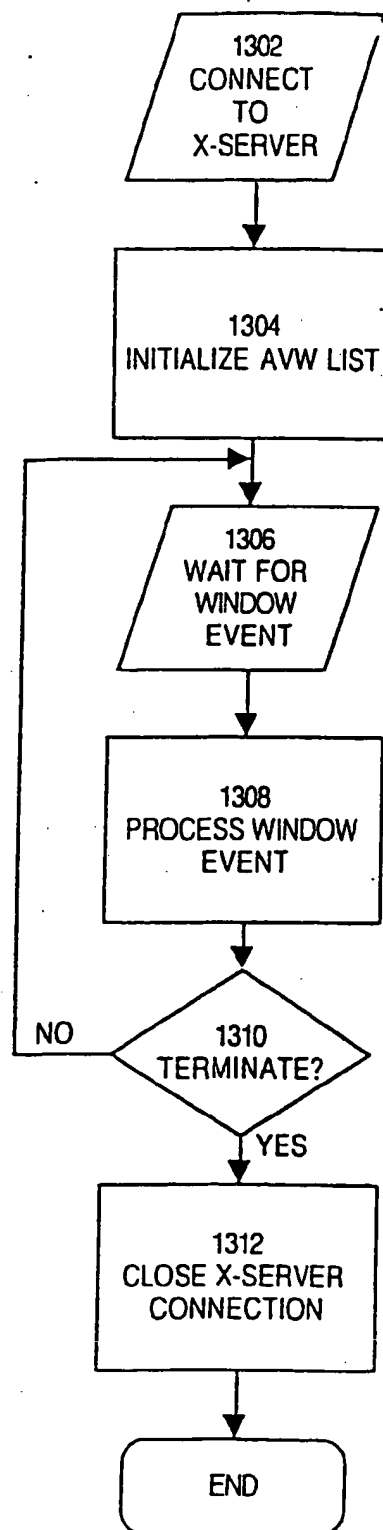 1302
CONNECT
TO
X-SERVER
1304
INITIALIZE AVW LIST
1306
WAIT FOR
WINDOW
EVENT
1308
PROCESS WINDOW
EVENT
NO
1310
TERMINATE?
YES
1312
CLOSE X-SERVER
CONNECTION
END